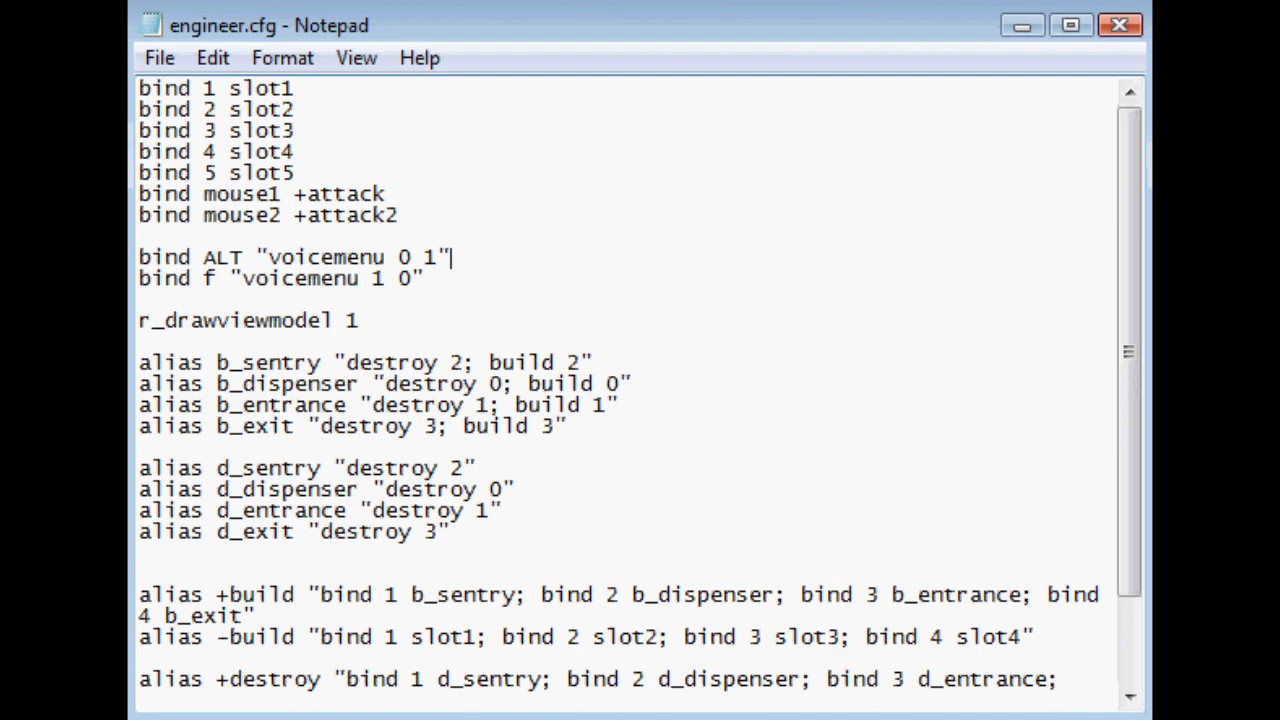 engineer.cfg - Notepad
File Edit Format View Help
bind 1 slot1
bind 2 slot2
bind 3 slot3
bind 4 slot4
bind 5 slot5
bind mouse1 +attack
bind mouse2 +attack2
bind ALT "voicemenu 0 1"
bind f "voicemenu 1 0"
r_drawviewmodel 1
alias b_sentry "destroy 2; build 2"
alias b_dispenser "destroy 0; build 0"
alias b_entrance "destroy 1; build 1"
alias b_exit "destroy 3; build 3"
alias d_sentry "destroy 2"
alias d_dispenser "destroy 0"
alias d_entrance "destroy 1"
alias d_exit "destroy 3"
alias +build "bind 1 b_sentry; bind 2 b_dispenser; bind 3 b_entrance; bind
4 b_exit"
alias -build "bind 1 slot1; bind 2 slot2; bind 3 slot3; bind 4 slot4"
alias +destroy "bind 1 d_sentry; bind 2 d_dispenser; bind 3 d_entrance;